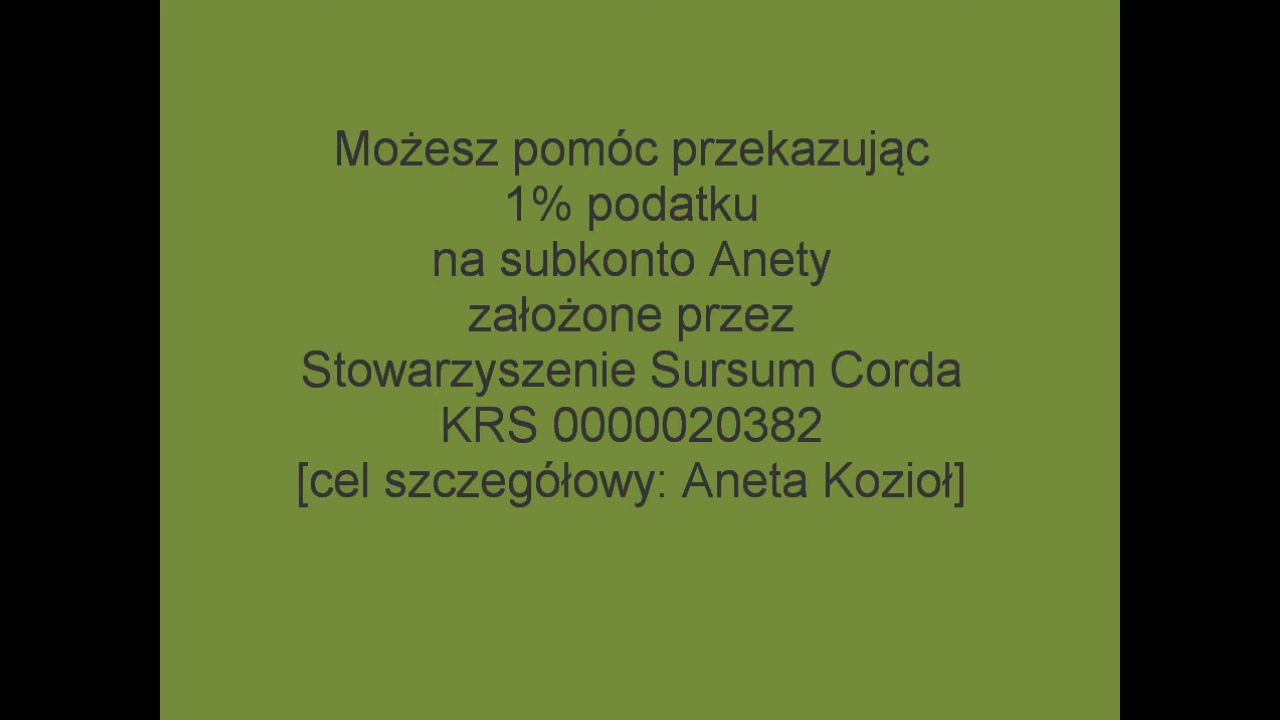 Możesz pomóc przekazując
1% podatku
na subkonto Anety
założone przez
Stowarzyszenie Sursum Corda
KRS 0000020382
[cel szczegółowy: Aneta Kozioł]